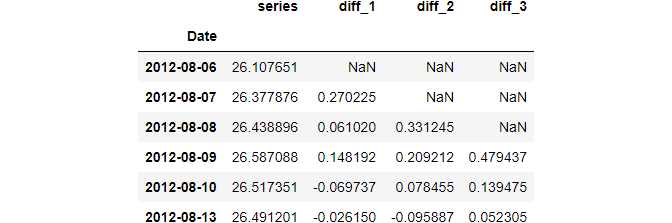 series diff_1 diff_2 diff_3
Date
2012-08-06 26.107651 NaN NaN NaN
2012-08-07 26.377876 0.270225 NaN NaN
2012-08-08 26.438896 0.061020 0.331245 NaN
2012-08-09 26.587088 0.148192 0.209212 0.479437
2012-08-10 26.517351 -0.069737 0.078455 0.139475
2012-08-13 26.491201 -0.026150 -0.095887 0.052305